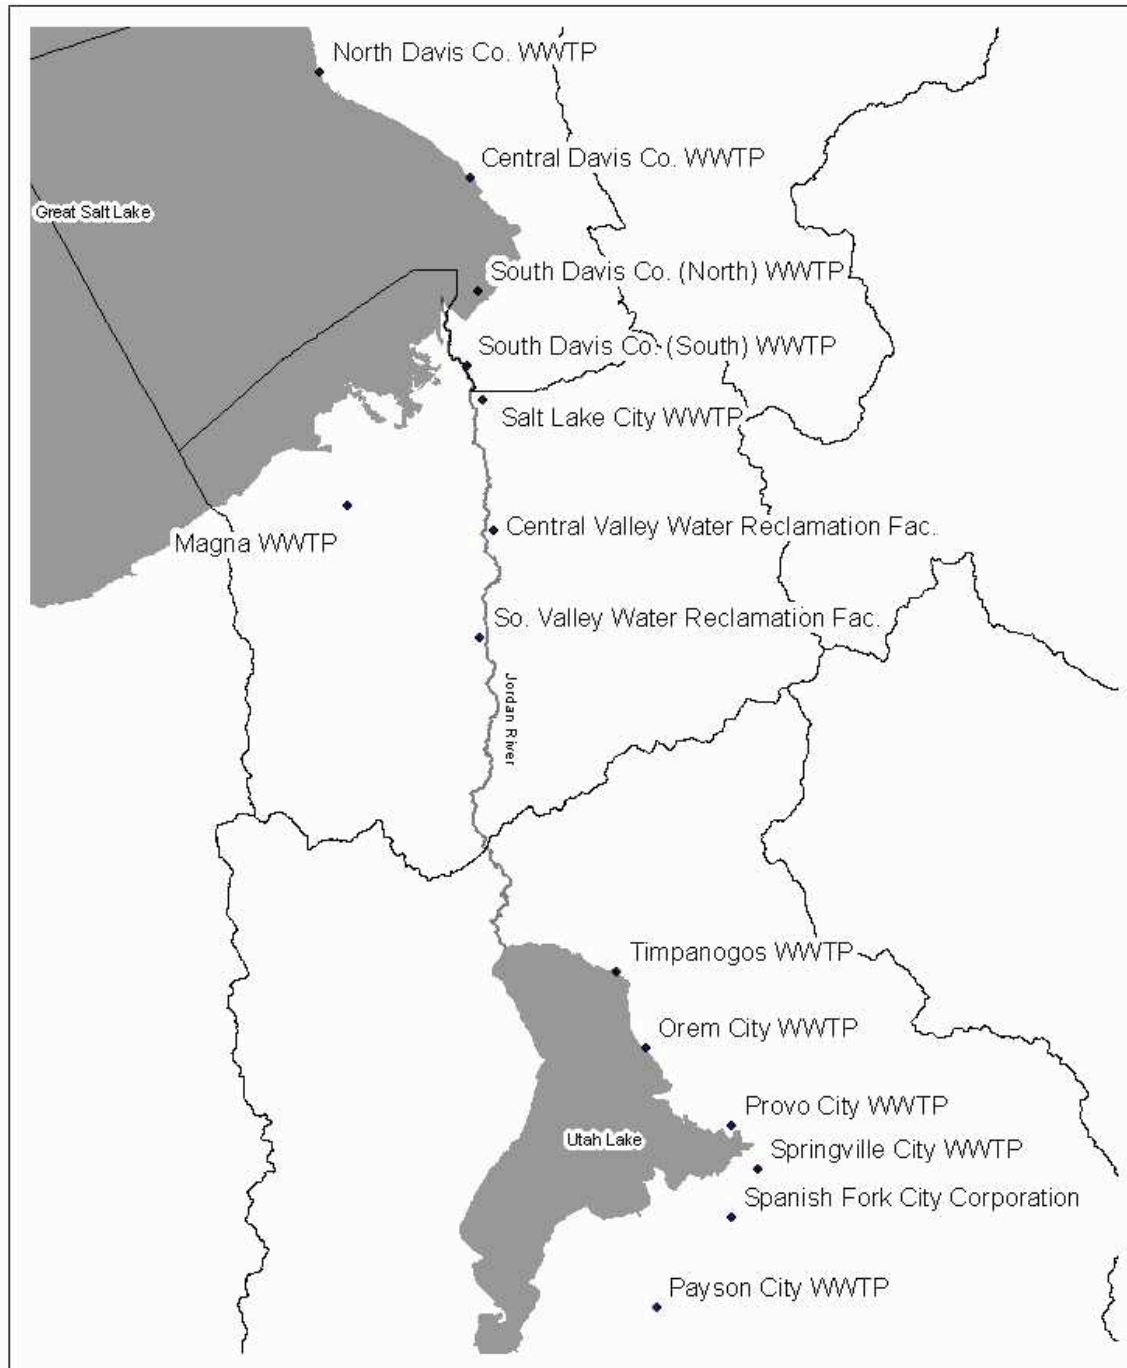 North Davis Co. WWTP
Central Davis Co. WWTP
Great Salt Lake
South Davis Co. (North) WWTP
South Davis Co. (South) WWTP
Salt Lake City WWTP
Central Valley Water Reclamation Fac.
Magna WWTP
So. Valley Water Reclamation Fac.
Jordan River
Timpanogos WWTP
Orem City WWTP
Provo City WWTP
Utah Lake
Springville City WWTP
Spanish Fork City Corporation
Payson City WWTP